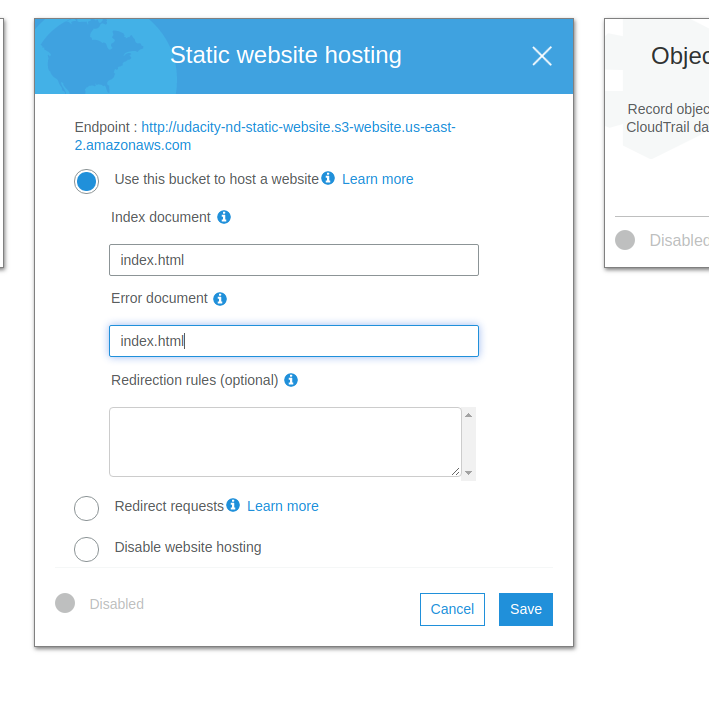 Static website hosting
Endpoint : http://udacity-nd-static-website.s3-website.us-east-
2.amazonaws.com
Use this bucket to host a website Learn more
Index document
index.html
Error document
index.html
Redirection rules (optional)
Redirect requests Learn more
Disable website hosting
Disabled
Cancel
Save
Objec
Record objec
CloudTrail da
Disabled